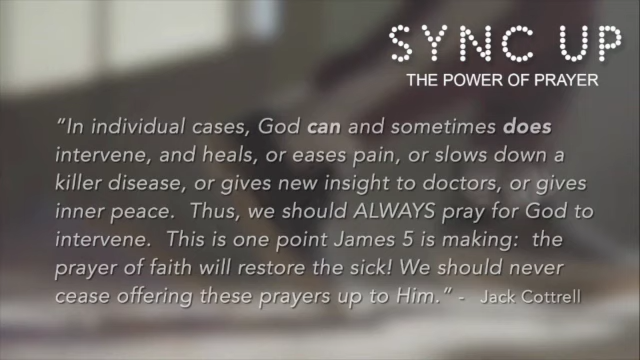 SYNC UP
THE POWER OF PRAYER
“In individual cases, God can and sometimes does
intervene, and heals, or eases pain, or slows down a
killer disease, or gives new insight to doctors, or gives
inner peace. Thus, we should ALWAYS pray for God to
intervene. This is one point James 5 is making: the
prayer of faith will restore the sick! We should never
cease offering these prayers up to Him.” - Jack Cottrell